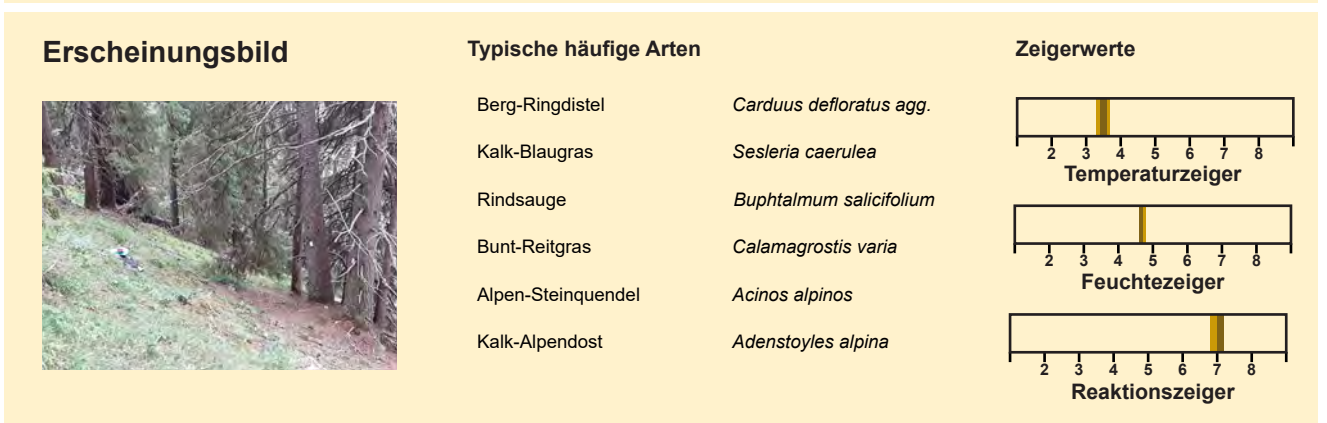 Erscheinungsbild
Typische häufige Arten
Berg-Ringdistel Carduus defloratus agg.
Kalk-Blaugras Sesleria caerulea
Rindsauge Buphtalmum salicifolium
Bunt-Reitgras Calamagrostis varia
Alpen-Steinquendel Acinos alpinos
Kalk-Alpendost Adenstoyles alpina
Zeigerwerte
2 3 4 5 6 7 8
Temperaturzeiger
2 3 4 5 6 7 8
Feuchtezeiger
2 3 4 5 6 7 8
Reaktionszeiger